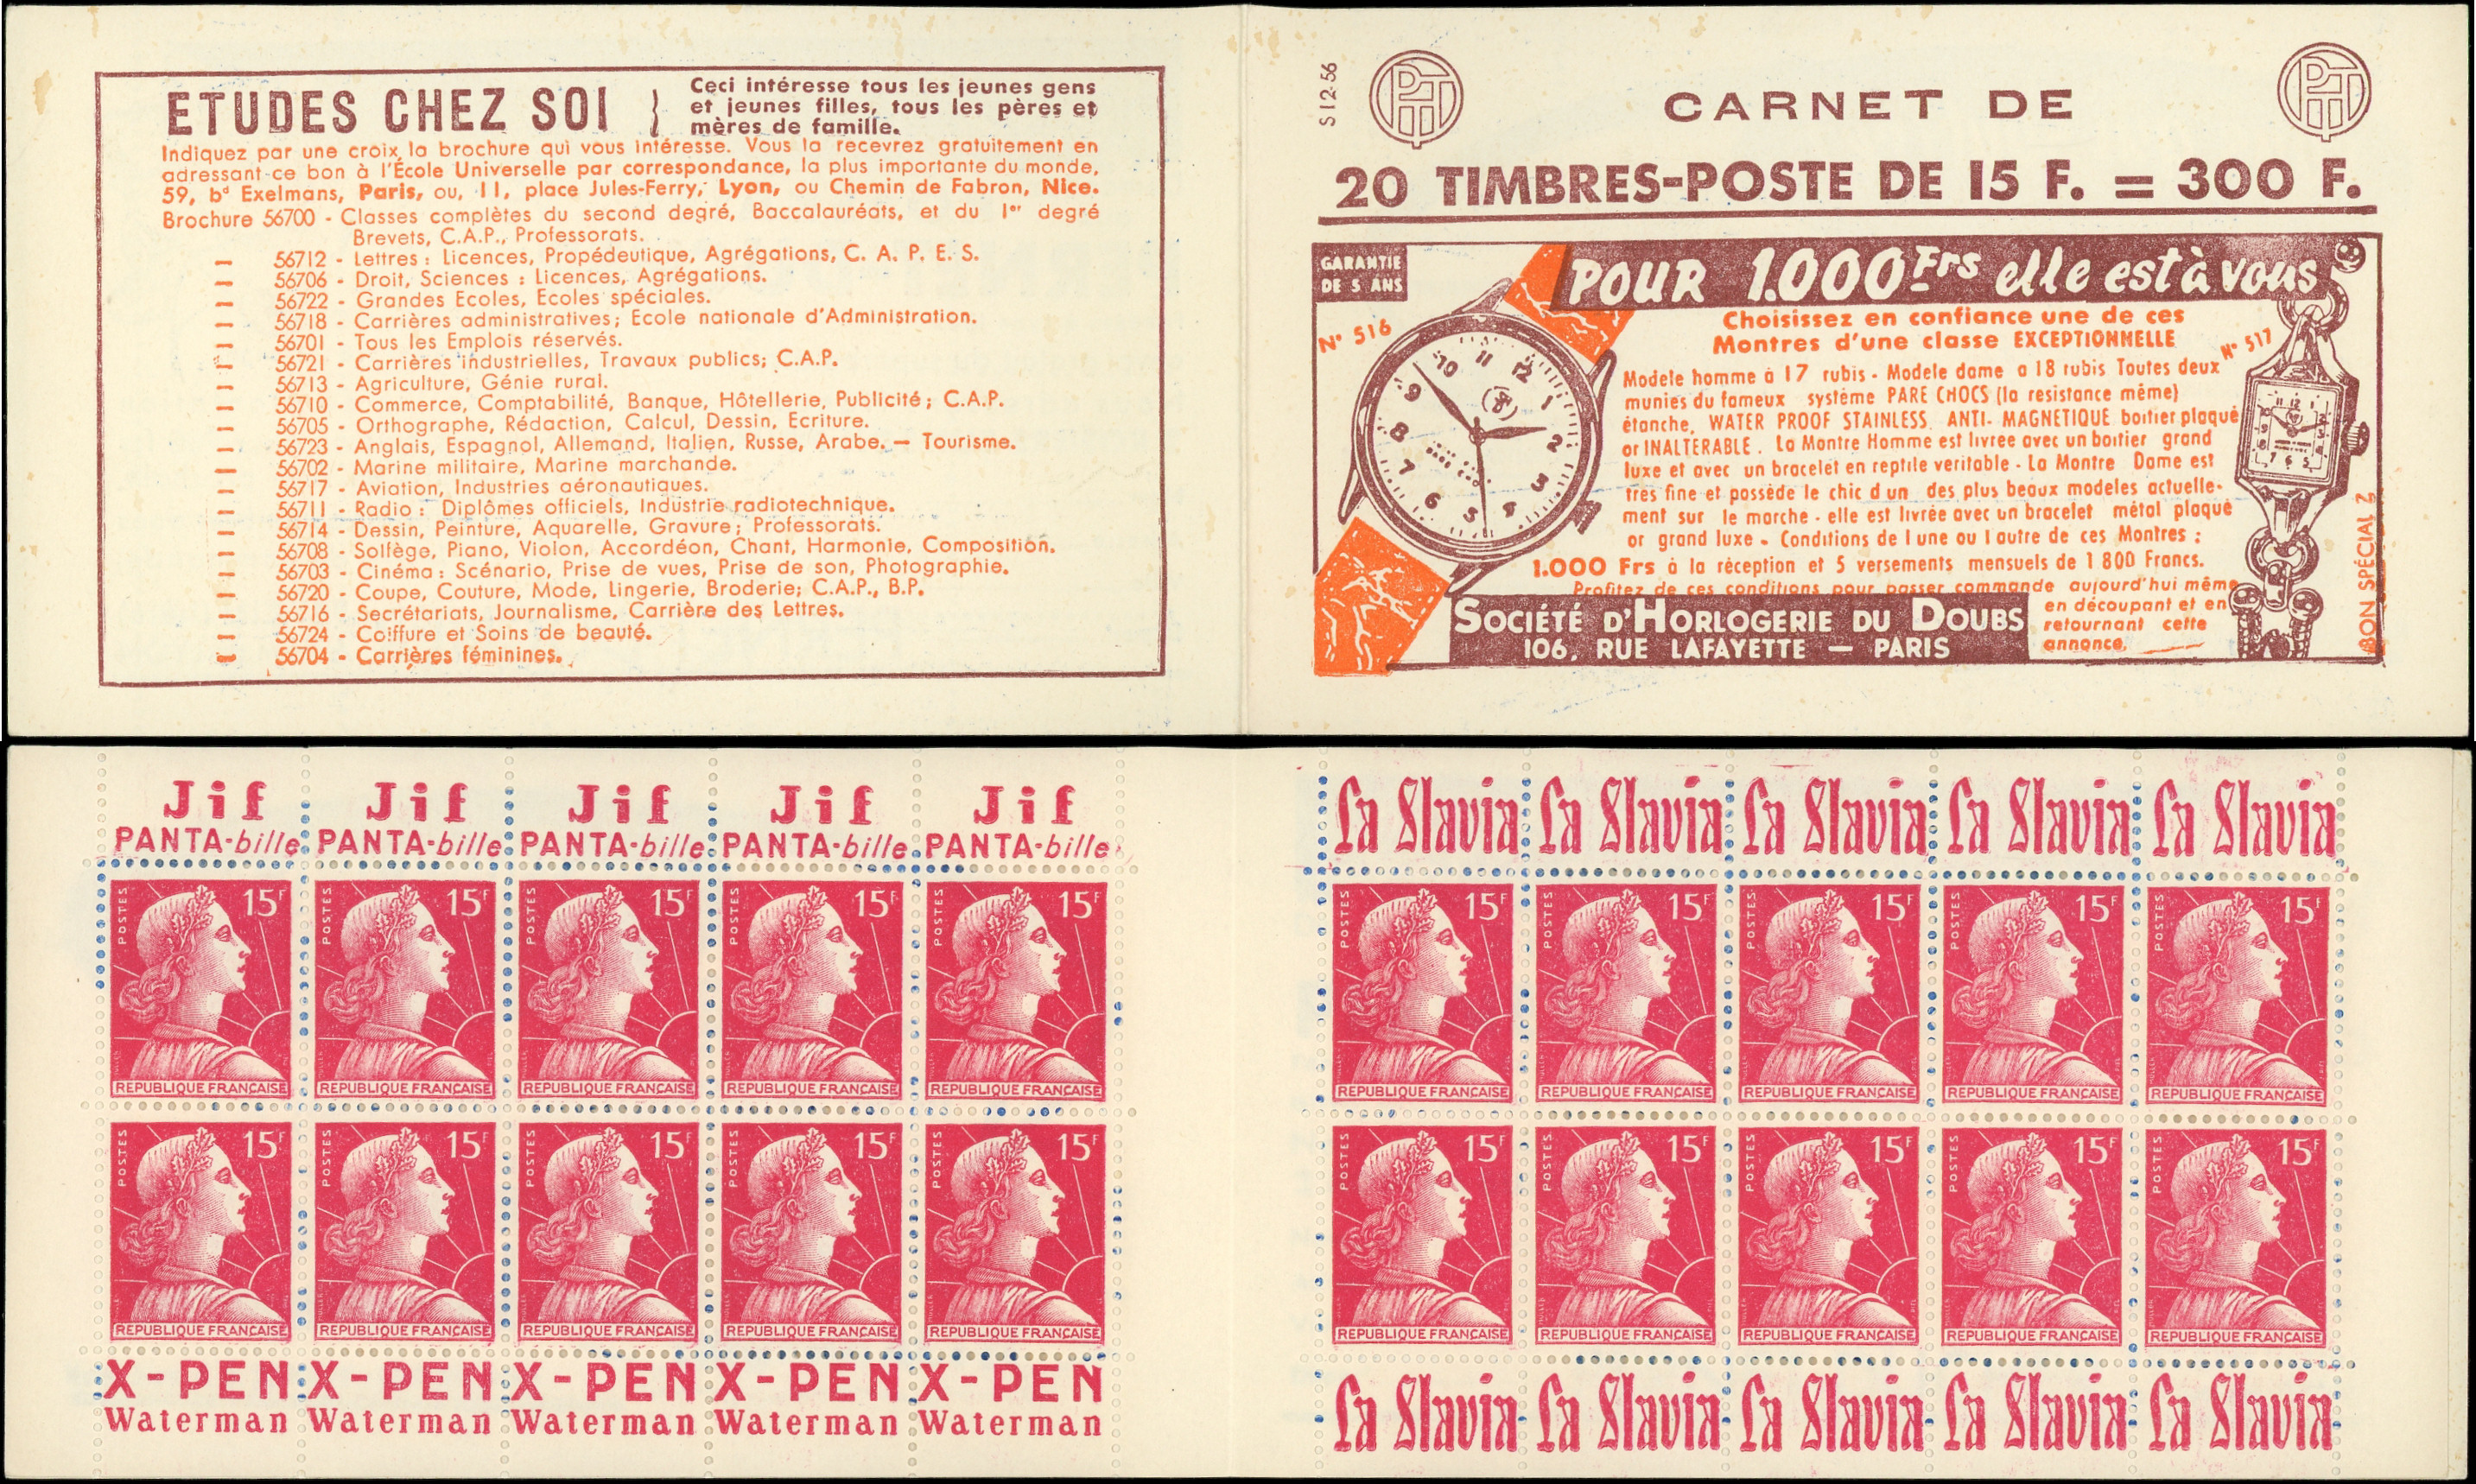 ETUDES CHEZ SOI
Ceci intéresse tous les jeunes gens
et jeunes filles, tous les pères et
mères de famille.
Indiquez par une croix la brochure qui vous intéresse. Vous la recevrez gratuitement en
adressant ce bon à l'École Universelle par correspondance, la plus importante du monde,
59, bd Exelmans, Paris, ou, 11, place Jules-Ferry, Lyon, ou Chemin de Fabron, Nice.
Brochure 56700 - Classes complètes du second degré, Baccalauréats, et du 1er degré
Brevets, C.A.P., Professorats.
— 56712 - Lettres : Licences, Propédeutique, Agrégations, C. A. P. E. S.
— 56706 - Droit, Sciences : Licences, Agrégations.
— 56722 - Grandes Ecoles, Ecoles spéciales.
— 56718 - Carrières administratives; Ecole nationale d'Administration.
— 56701 - Tous les Emplois réservés.
— 56721 - Carrières industrielles, Travaux publics; C.A.P.
— 56713 - Agriculture, Génie rural.
— 56710 - Commerce, Comptabilité, Banque, Hôtellerie, Publicité; C.A.P.
— 56705 - Orthographe, Rédaction, Calcul, Dessin, Ecriture.
— 56723 - Anglais, Espagnol, Allemand, Italien, Russe, Arabe. — Tourisme.
— 56702 - Marine militaire, Marine marchande.
— 56717 - Aviation, Industries aéronautiques.
— 56711 - Radio : Diplômes officiels, Industrie radiotechnique.
— 56714 - Dessin, Peinture, Aquarelle, Gravure; Professorats.
— 56708 - Solfège, Piano, Violon, Accordéon, Chant, Harmonie, Composition.
— 56703 - Cinéma : Scénario, Prise de vues, Prise de son, Photographie.
— 56720 - Coupe, Couture, Mode, Lingerie, Broderie; C.A.P., B.P.
— 56716 - Secrétariats, Journalisme, Carrière des Lettres.
— 56724 - Coiffure et Soins de beauté.
— 56704 - Carrières féminines.
S 12-56
PTT
CARNET DE
PTT
20 TIMBRES-POSTE DE 15 F. = 300 F.
GARANTIE
DE 5 ANS
POUR 1.000 Frs elle est à vous
N° 516
Choisissez en confiance une de ces
Montres d'une classe EXCEPTIONNELLE
N° 517
Modele homme à 17 rubis - Modele dame a 18 rubis Toutes deux
munies du fameux système PARE CHOCS (la resistance même)
étanche, WATER PROOF STAINLESS ANTI-MAGNETIQUE boitier plaqué
or INALTERABLE. La Montre Homme est livrée avec un boitier grand
luxe et avec un bracelet en reptile veritable - La Montre Dame est
très fine et possède le chic d un des plus beaux modeles actuelle-
ment sur le marche - elle est livrée avec un bracelet métal plaqué
or grand luxe - Conditions de l une ou l autre de ces Montres :
1.000 Frs à la réception et 5 versements mensuels de 1 800 Francs.
Profitez de ces conditions pour passer commande aujourd'hui même
en découpant et en
retournant cette
annonce.
SOCIÉTÉ D'HORLOGERIE DU DOUBS
106, RUE LAFAYETTE — PARIS
BON SPÉCIAL Z
Jif Jif Jif Jif Jif
PANTA-bille PANTA-bille PANTA-bille PANTA-bille PANTA-bille
La Slavia La Slavia La Slavia La Slavia La Slavia
POSTES 15F POSTES 15F POSTES 15F POSTES 15F POSTES 15F
REPUBLIQUE FRANÇAISE REPUBLIQUE FRANÇAISE REPUBLIQUE FRANÇAISE REPUBLIQUE FRANÇAISE REPUBLIQUE FRANÇAISE
POSTES 15F POSTES 15F POSTES 15F POSTES 15F POSTES 15F
REPUBLIQUE FRANÇAISE REPUBLIQUE FRANÇAISE REPUBLIQUE FRANÇAISE REPUBLIQUE FRANÇAISE REPUBLIQUE FRANÇAISE
POSTES 15F POSTES 15F POSTES 15F POSTES 15F POSTES 15F
REPUBLIQUE FRANÇAISE REPUBLIQUE FRANÇAISE REPUBLIQUE FRANÇAISE REPUBLIQUE FRANÇAISE REPUBLIQUE FRANÇAISE
POSTES 15F POSTES 15F POSTES 15F POSTES 15F POSTES 15F
REPUBLIQUE FRANÇAISE REPUBLIQUE FRANÇAISE REPUBLIQUE FRANÇAISE REPUBLIQUE FRANÇAISE REPUBLIQUE FRANÇAISE
X-PEN X-PEN X-PEN X-PEN X-PEN
Waterman Waterman Waterman Waterman Waterman
La Slavia La Slavia La Slavia La Slavia La Slavia